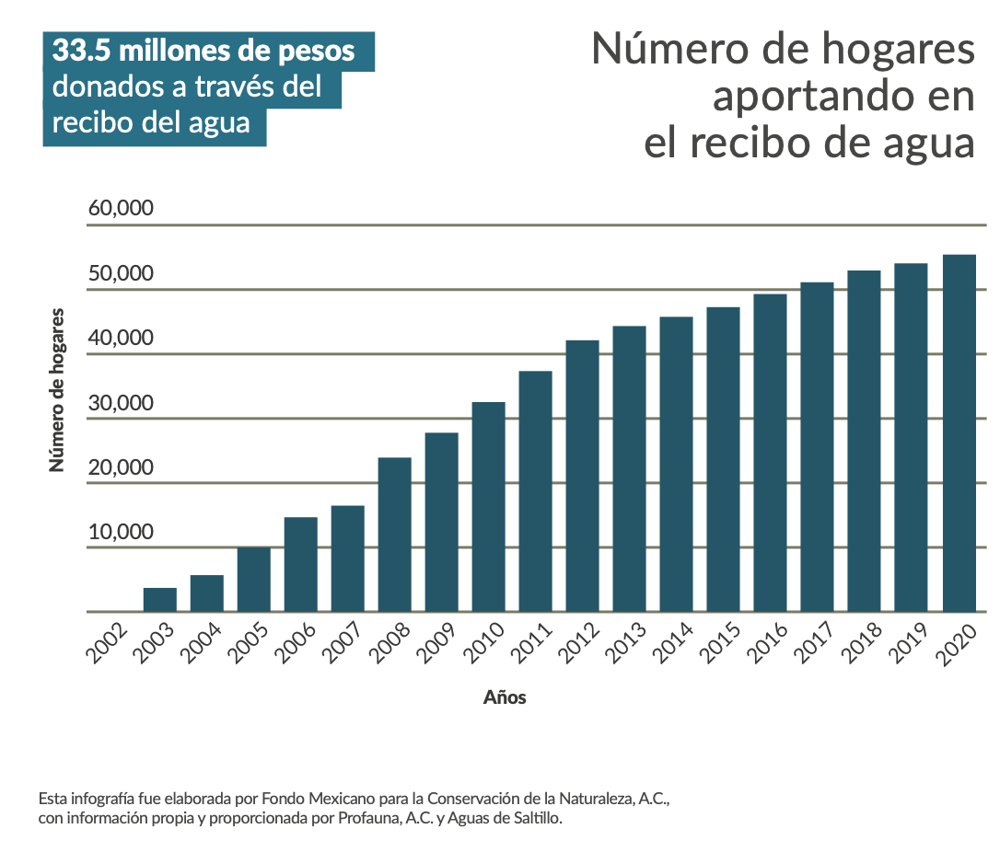 33.5 millones de pesos
donados a través del
recibo del agua
Número de hogares
aportando en
el recibo de agua
60,000
50,000
40,000
30,000
20,000
10,000
Número de hogares
2002
2003
2004
2005
2006
2007
2008
2009
2010
2011
2012
2013
2014
2015
2016
2017
2018
2019
2020
Años
Esta infografía fue elaborada por Fondo Mexicano para la Conservación de la Naturaleza, A.C.,
con información propia y proporcionada por Profauna, A.C. y Aguas de Saltillo.